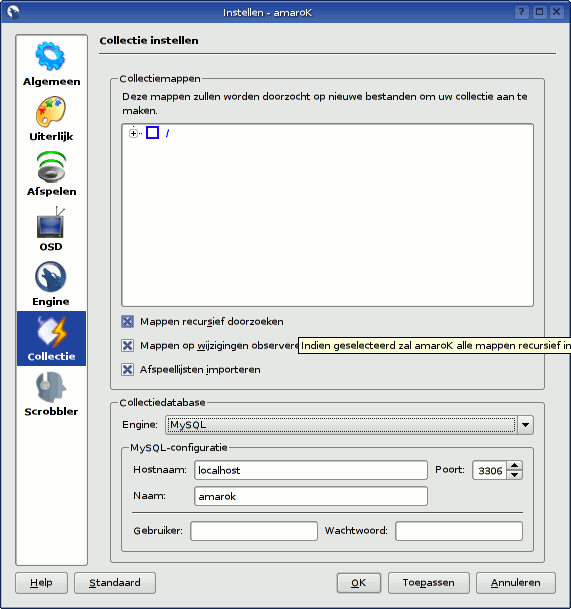 Instellen - amaroK
Algemeen
Uiterlijk
Afspelen
OSD
Engine
Collectie
Scrobbler
Collectie instellen
Collectiemappen
Deze mappen zullen worden doorzocht op nieuwe bestanden om uw collectie aan te
maken.
/
Mappen recursief doorzoeken
Mappen op wijzigingen observere
Indien geselecteerd zal amaroK alle mappen recursief in
Afspeellijsten importeren
Collectiedatabase
Engine: MySQL
MySQL-configuratie
Hostnaam: localhost Poort: 3306
Naam: amarok
Gebruiker: Wachtwoord:
Help Standaard OK Toepassen Annuleren